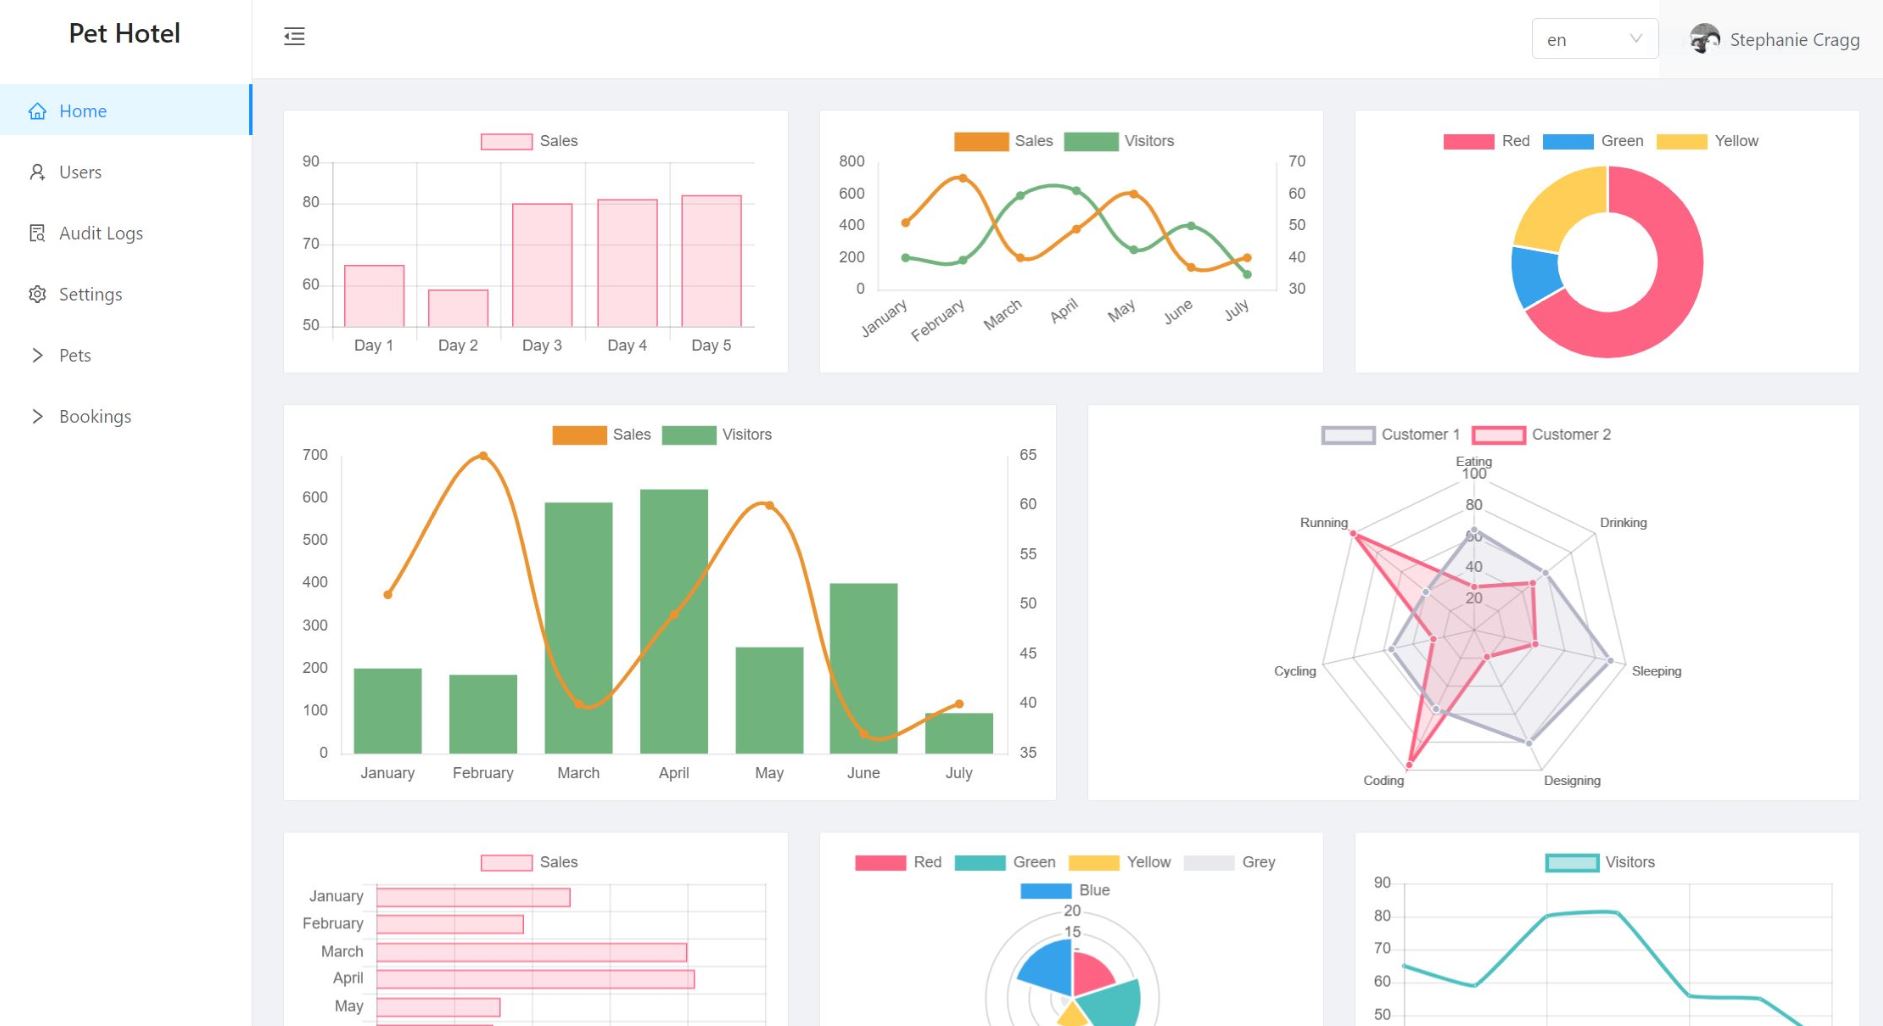 Pet Hotel
en
Stephanie Cragg
Home
Users
Audit Logs
Settings
Pets
Bookings
Sales
90
80
70
60
50
Day 1 Day 2 Day 3 Day 4 Day 5
Sales Visitors
800
600
400
200
0
70
60
50
40
30
January February March April May June July
Red Green Yellow
Sales Visitors
700
600
500
400
300
200
100
0
65
60
55
50
45
40
35
January February March April May June July
Customer 1 Customer 2
Eating
100
80
60
40
20
Running
Drinking
Cycling
Sleeping
Coding
Designing
Sales
January
February
March
April
May
Red Green Yellow Grey
Blue
20
15
Visitors
90
80
70
60
50